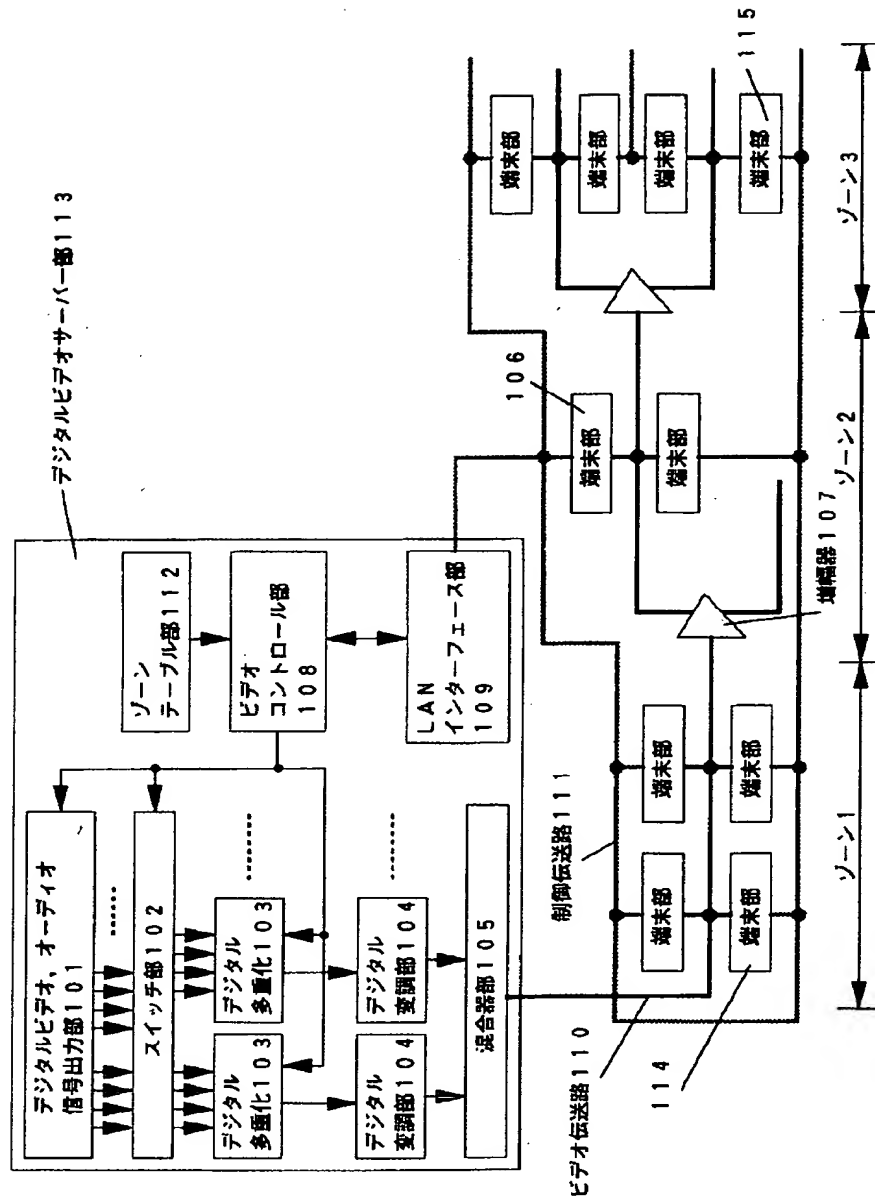 デジタルビデオサーバー部113
デジタルビデオ,オーディオ
信号出力部101
スイッチ部102
デジタル
多重化103
デジタル
多重化103
デジタル
変調部104
デジタル
変調部104
混合器部105
ゾーン
テーブル部112
ビデオ
コントロール部
108
LAN
インターフェース部
109
ビデオ伝送路110
制御伝送路111
端末部
端末部
端末部
端末部
114
増幅器107
端末部
端末部
106
端末部
端末部
端末部
端末部
115
ゾーン1
ゾーン2
ゾーン3